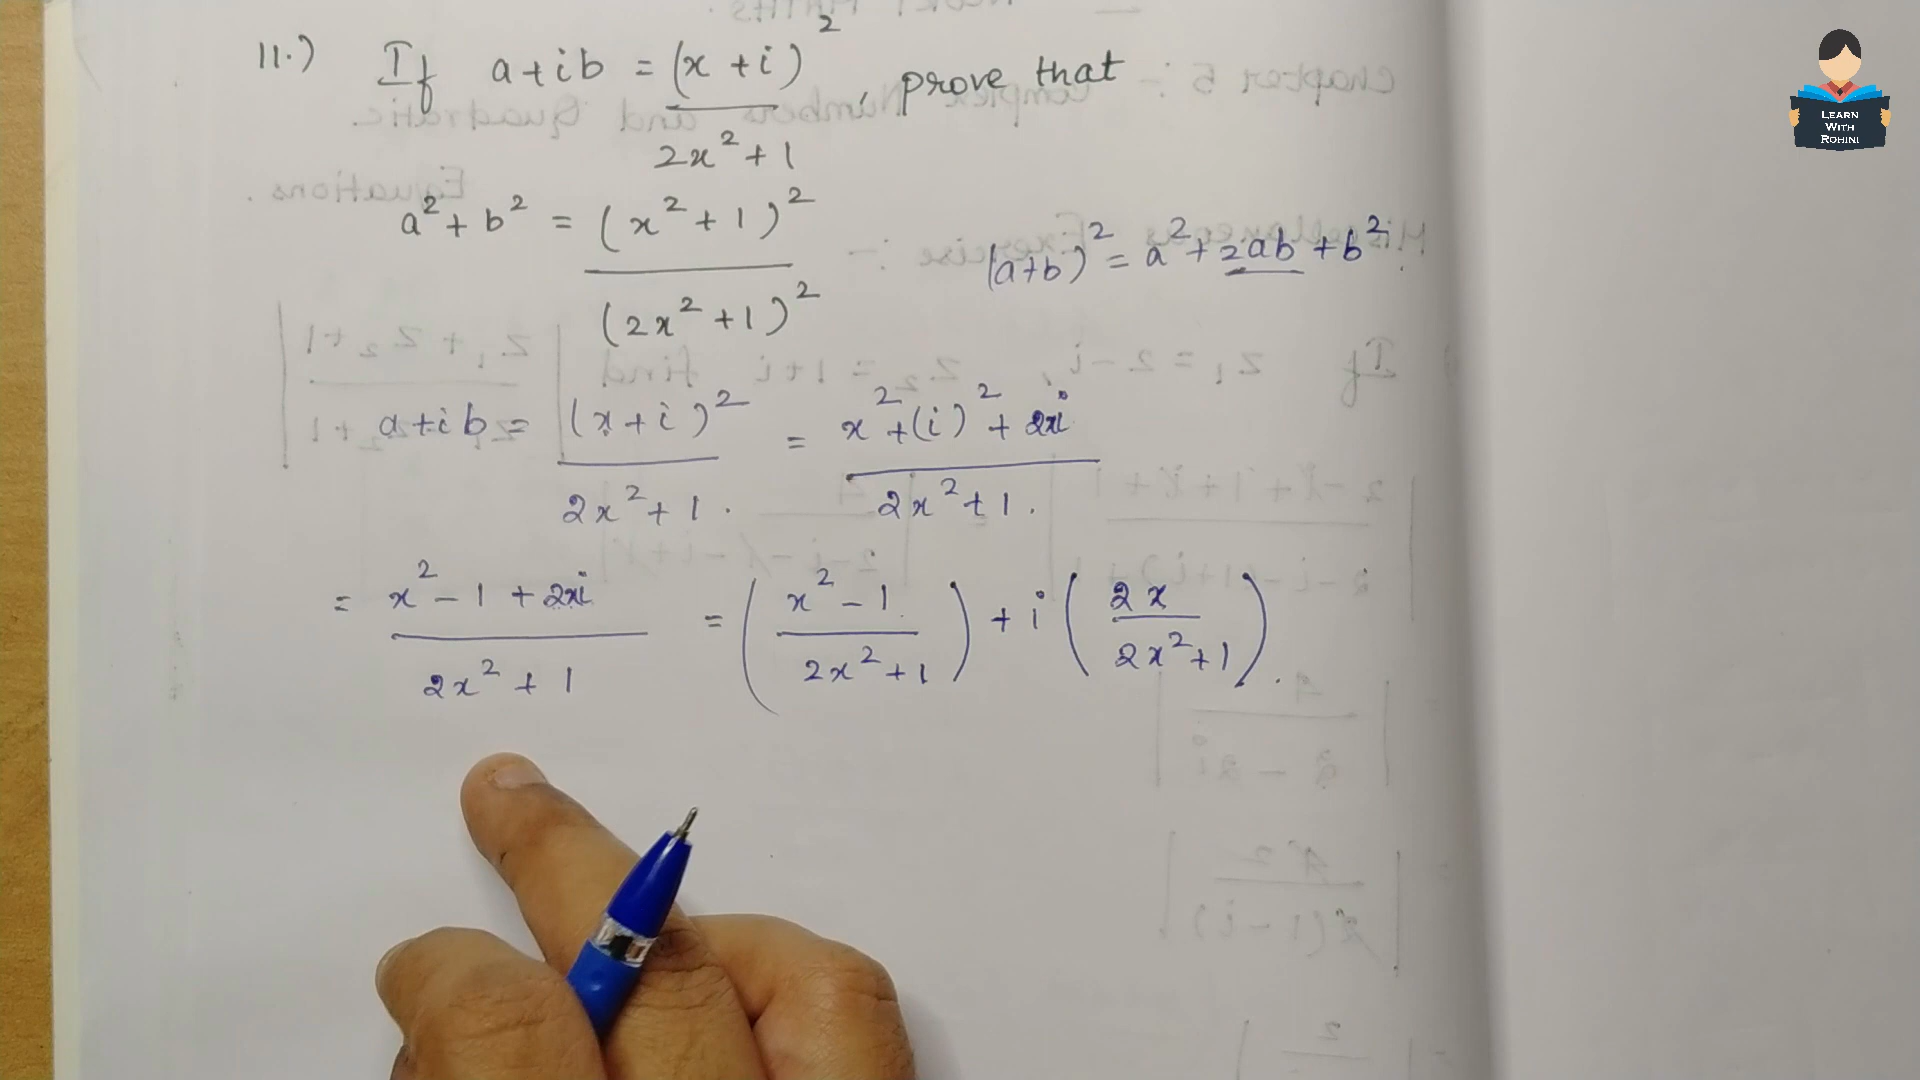 11.) If a+ib = (x+i)² / 2x²+1, prove that
a²+b² = (x²+1)² / (2x²+1)²
(a+b)² = a²+2ab+b²
a+ib = (x+i)² / 2x²+1. = x²+(i)²+2xi / 2x²+1.
= x²-1+2xi / 2x²+1 = (x²-1 / 2x²+1) + i (2x / 2x²+1).
LEARN
WITH
ROHINI